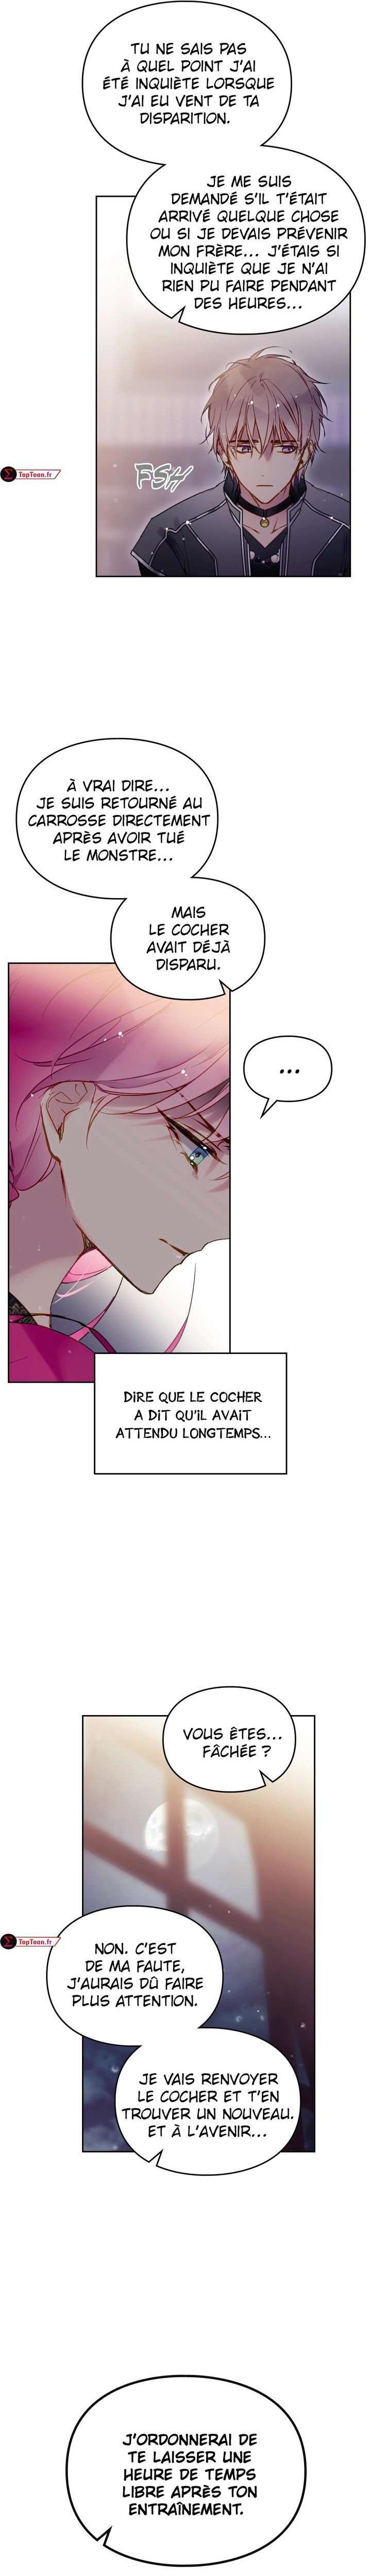 TU NE SAIS PAS
À QUEL POINT J'AI
ÉTÉ INQUIÈTE LORSQUE
J'AI EU VENT DE TA
DISPARITION.
JE ME SUIS
DEMANDÉ S'IL T'ÉTAIT
ARRIVÉ QUELQUE CHOSE
OU SI JE DEVAIS PRÉVENIR
MON FRÈRE... J'ÉTAIS SI
INQUIÈTE QUE JE N'AI
RIEN PU FAIRE PENDANT
DES HEURES...
TopToon.fr
FSH
À VRAI DIRE...
JE SUIS RETOURNÉ AU
CARROSSE DIRECTEMENT
APRÈS AVOIR TUÉ
LE MONSTRE...
MAIS
LE COCHER
AVAIT DÉJÀ
DISPARU.
...
DIRE QUE LE COCHER
A DIT QU'IL AVAIT
ATTENDU LONGTEMPS...
VOUS ÊTES...
FÂCHÉE ?
TopToon.fr
NON. C'EST
DE MA FAUTE,
J'AURAIS DÛ FAIRE
PLUS ATTENTION.
JE VAIS RENVOYER
LE COCHER ET T'EN
TROUVER UN NOUVEAU.
ET À L'AVENIR...
J'ORDONNERAI DE
TE LAISSER UNE
HEURE DE TEMPS
LIBRE APRÈS TON
ENTRAÎNEMENT.